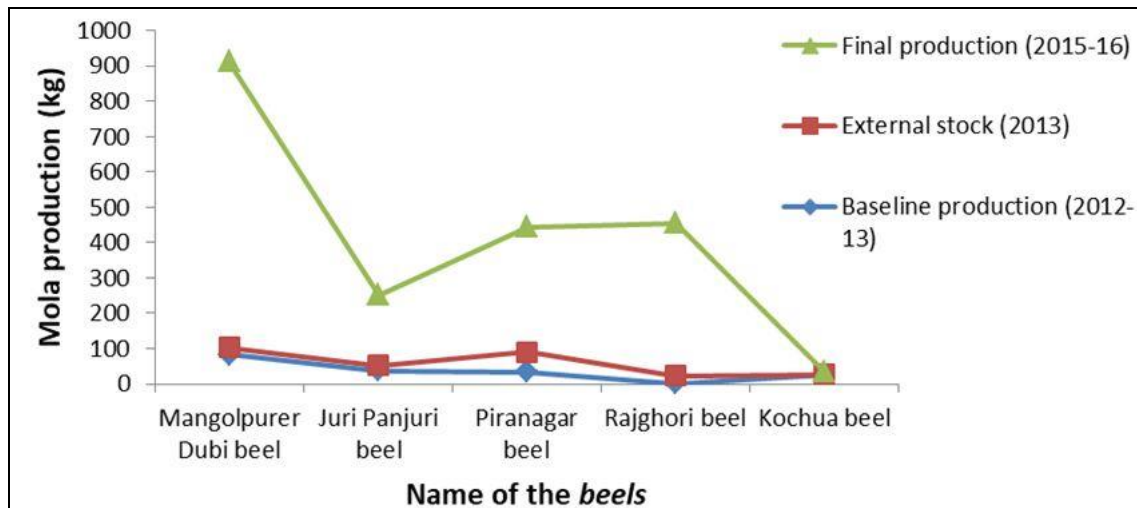 1000
900
800
700
600
500
400
300
200
100
0
Mola production (kg)
Mangolpurer
Dubi beel
Juri Panjuri
beel
Piranagar
beel
Rajghori beel
Kochua beel
Name of the beels
Final production (2015-16)
External stock (2013)
Baseline production (2012-
13)